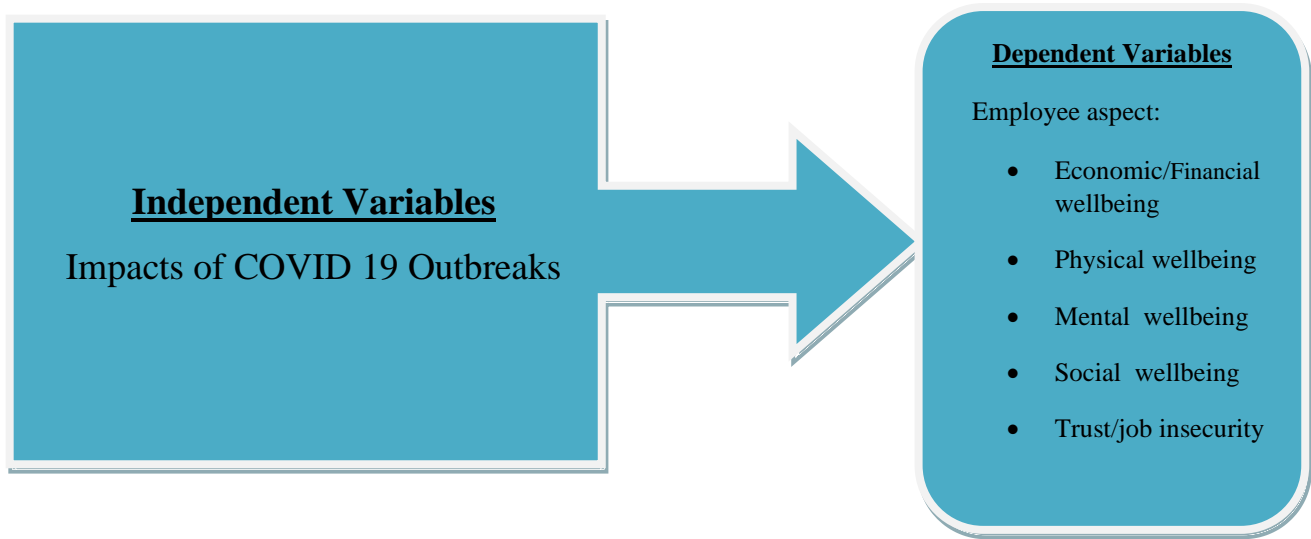 Independent Variables
Impacts of COVID 19 Outbreaks
Dependent Variables
Employee aspect:
• Economic/Financial
wellbeing
• Physical wellbeing
• Mental wellbeing
• Social wellbeing
• Trust/job insecurity